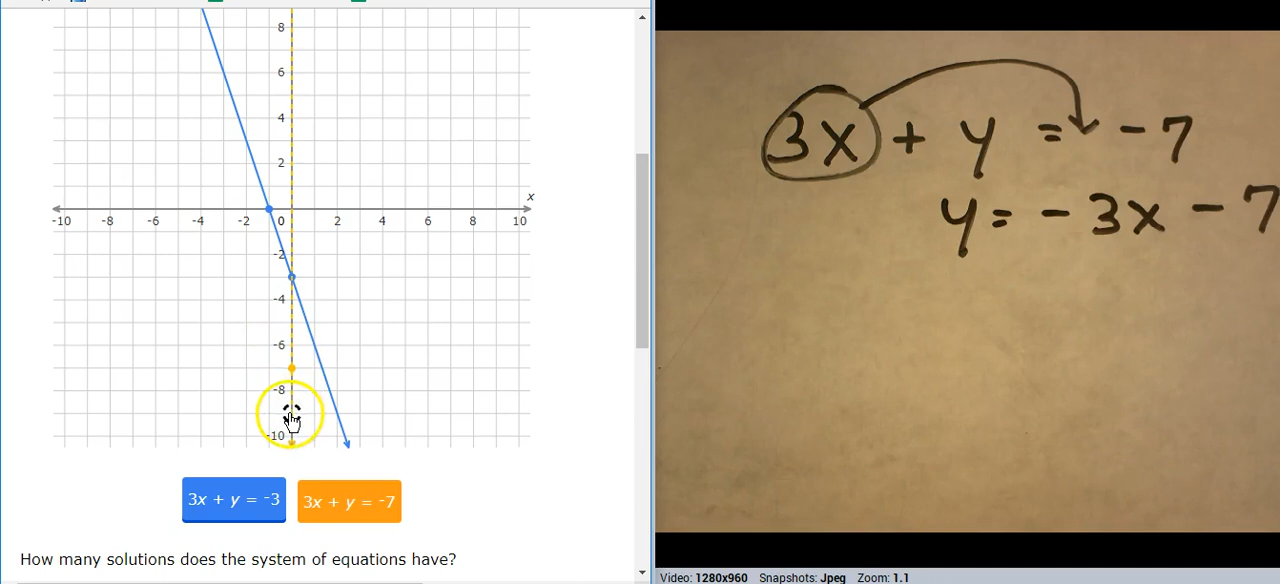 8
6
4
2
x
-10 -8 -6 -4 -2 0 2 4 6 8 10
-2
-4
-6
-8
-10
3x + y = -3
3x + y = -7
How many solutions does the system of equations have?
3x + y = -7
y = -3x - 7
Video: 1280x960 Snapshots: Jpeg Zoom: 1.1